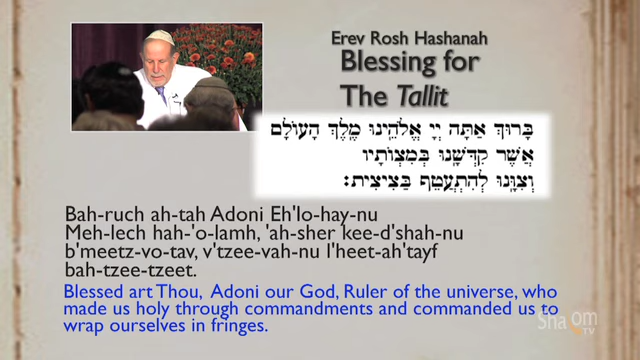 Erev Rosh Hashanah
Blessing for
The Tallit
בָּרוּךְ אַתָּה יְיָ אֱלֹהֵֽינוּ מֶֽלֶךְ הָעוֹלָם
אֲשֶׁר קִדְּשָֽׁנוּ בְּמִצְוֹתָיו
וְצִוָּֽנוּ לְהִתְעַטֵּף בַּצִּיצִית:
Bah-ruch ah-tah Adoni Eh'lo-hay-nu
Meh-lech hah-'o-lamh, 'ah-sher kee-d'shah-nu
b'meetz-vo-tav, v'tzee-vah-nu l'heet-ah'tayf
bah-tzee-tzeet.
Blessed art Thou, Adoni our God, Ruler of the universe, who
made us holy through commandments and commanded us to
wrap ourselves in fringes.
Shalom
TV